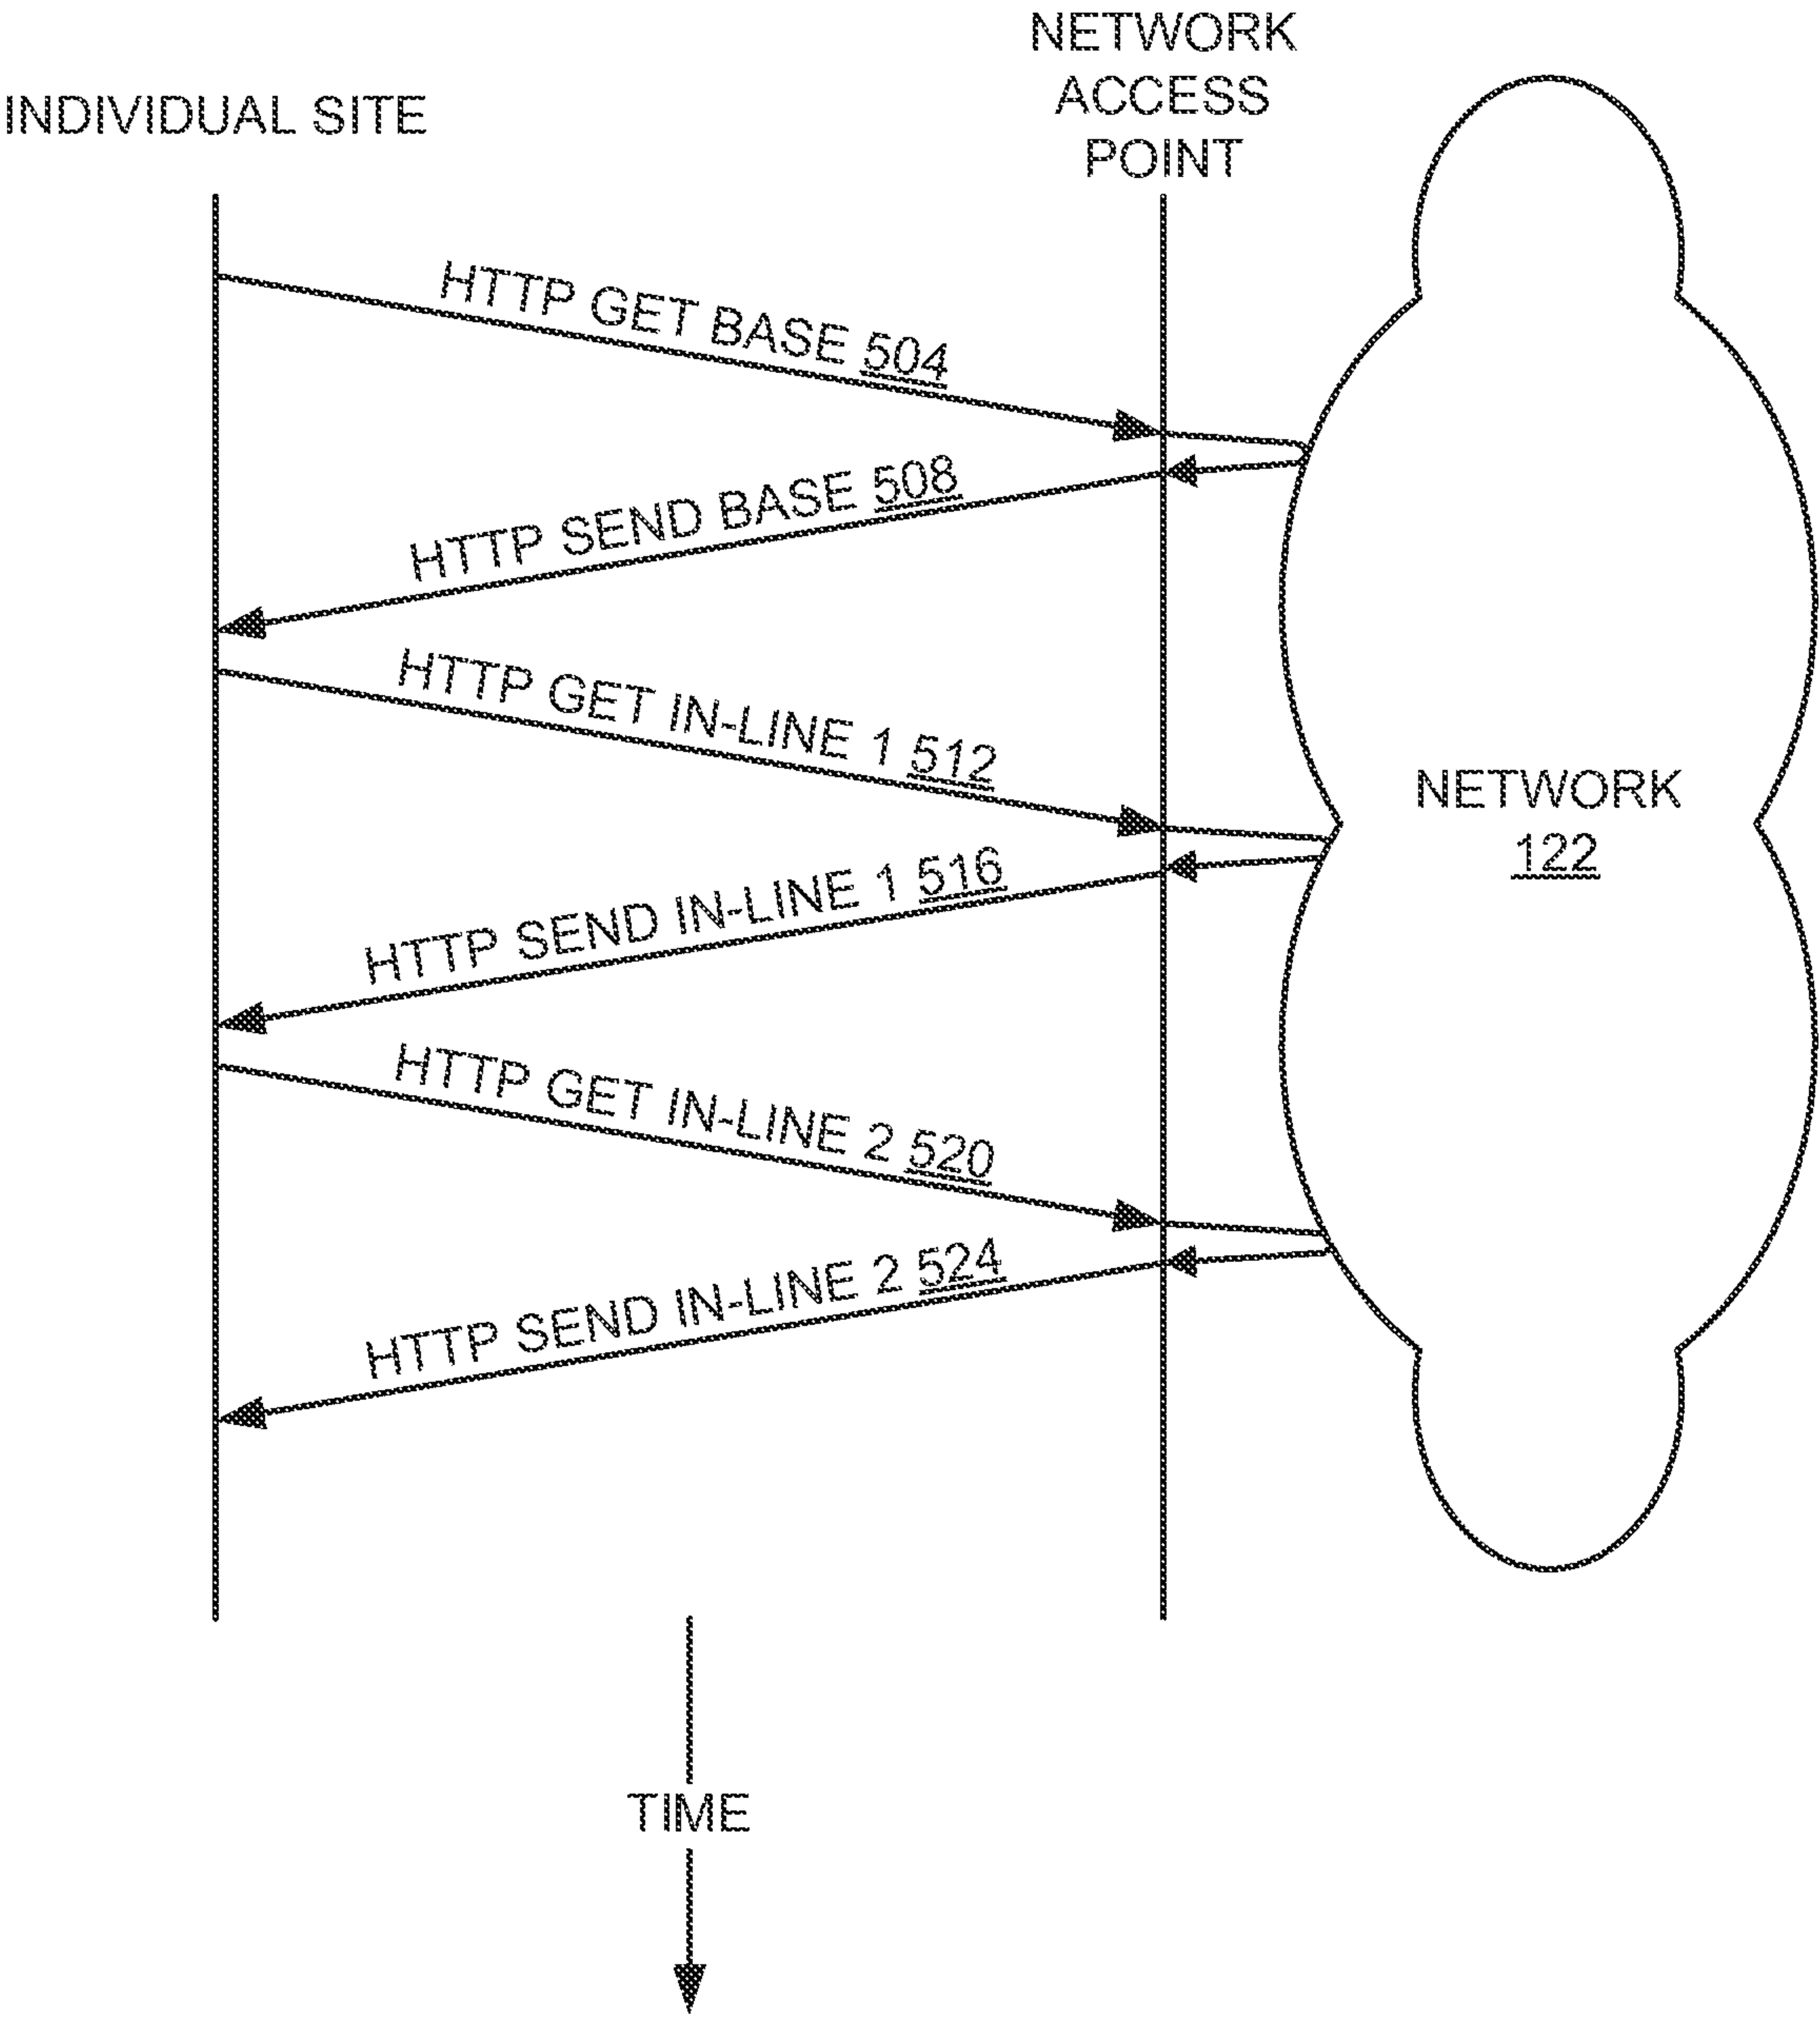 NETWORK
ACCESS
POINT
INDIVIDUAL SITE
HTTP GET BASE 504
HTTP SEND BASE 508
HTTP GET IN-LINE 1 512
HTTP SEND IN-LINE 1 516
HTTP GET IN-LINE 2 520
HTTP SEND IN-LINE 2 524
NETWORK
122
TIME